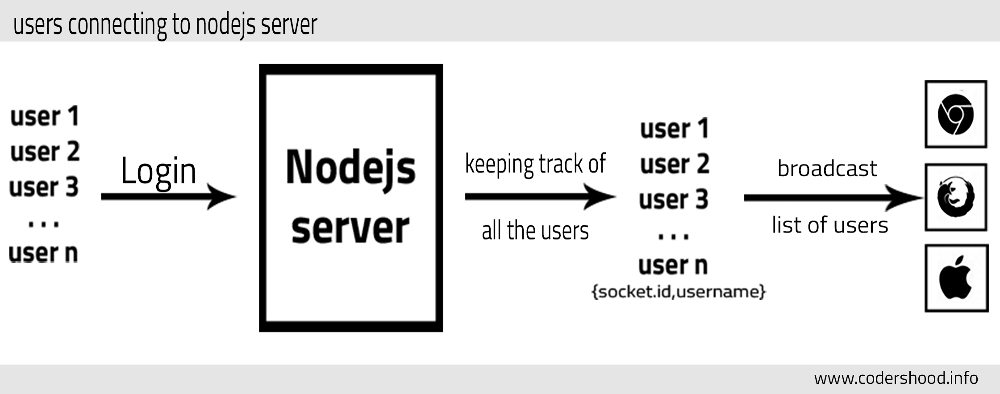 users connecting to nodejs server
user 1
user 2
user 3
...
user n
Login
Nodejs
server
keeping track of
all the users
user 1
user 2
user 3
...
user n
{socket.id,username}
broadcast
list of users
www.codershood.info